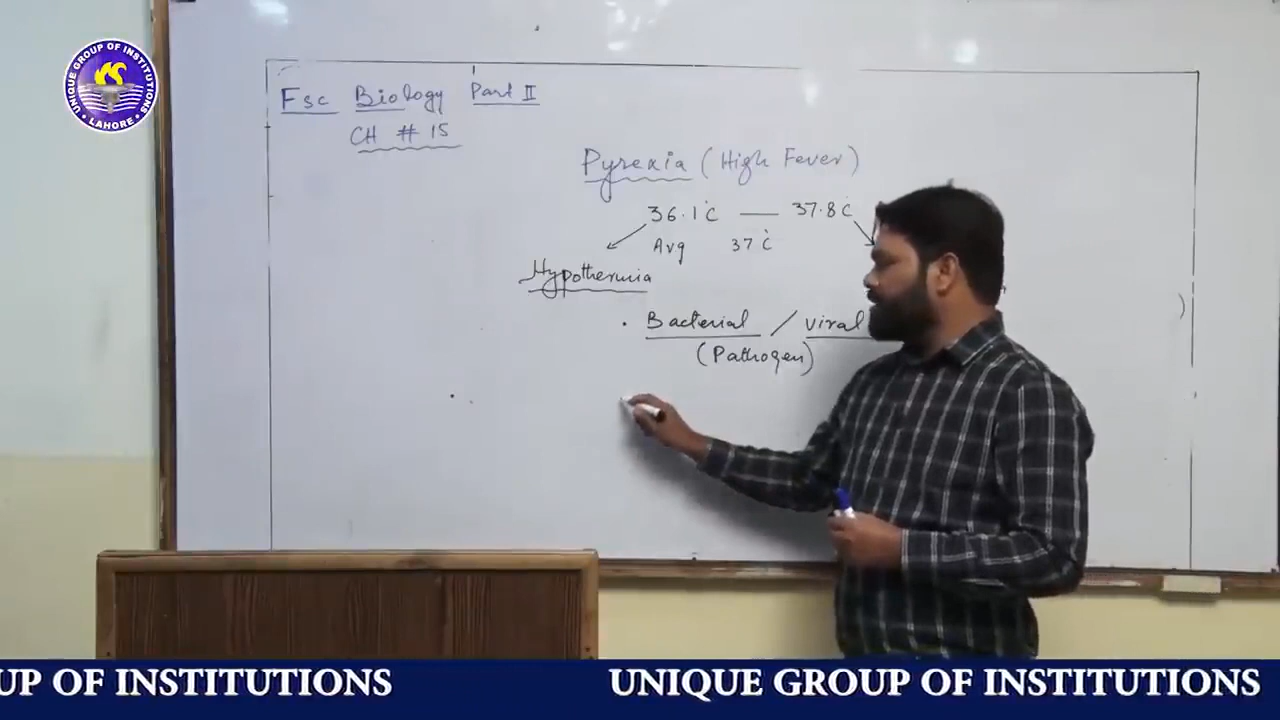 UNIQUE GROUP OF INSTITUTIONS
• LAHORE •
Fsc Biology Part II
CH # 15
Pyrexia (High Fever)
36.1°C — 37.8°C
Avg 37°C
Hypothermia
• Bacterial / viral
(Pathogen)
UP OF INSTITUTIONS UNIQUE GROUP OF INSTITUTIONS